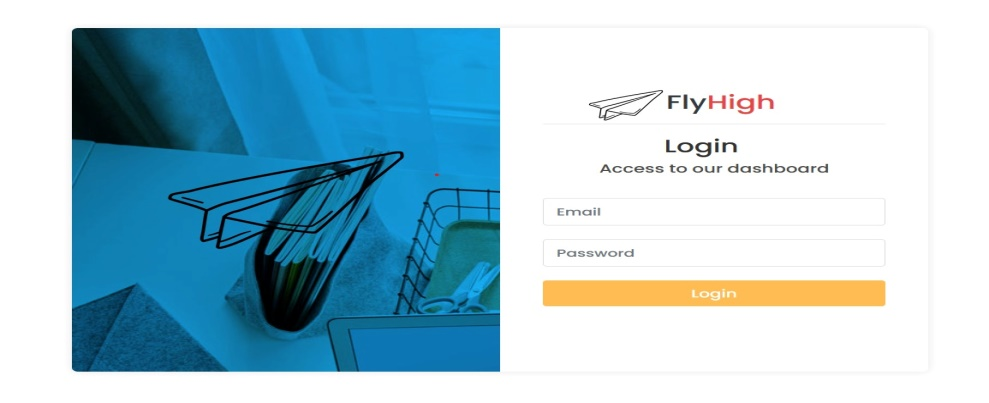 FlyHigh
Login
Access to our dashboard
Email
Password
Login